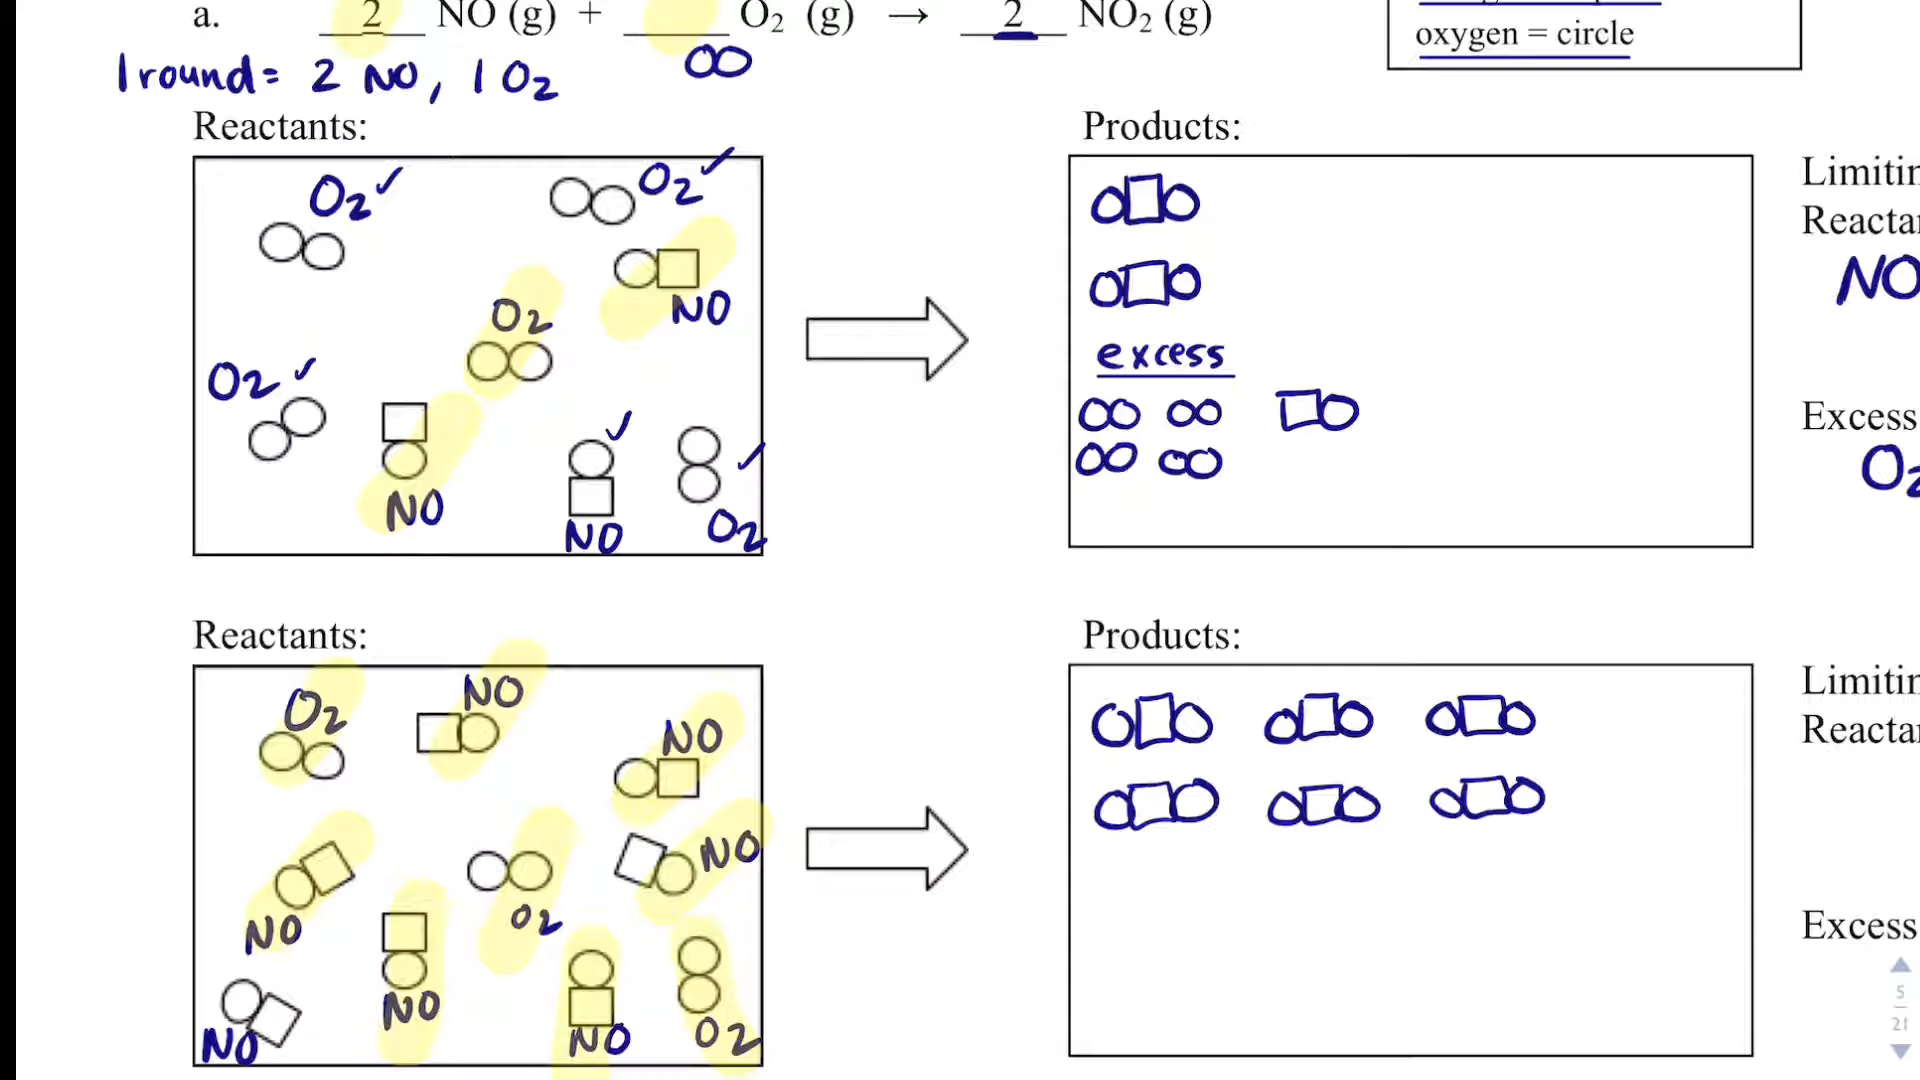 a. 2 NO (g) + O₂ (g) → 2 NO₂ (g)
oxygen = circle
1 round = 2 NO, 1 O₂
Reactants:
Products:
O₂ ✓
O₂ ✓
O₂
NO
O₂ ✓
NO
✓
NO
✓
O₂
excess
Limitin
Reactan
NO
Excess
O₂
Reactants:
Products:
O₂
NO
NO
NO
O₂
NO
NO
NO
NO
O₂
Limitin
Reactan
Excess
5
21